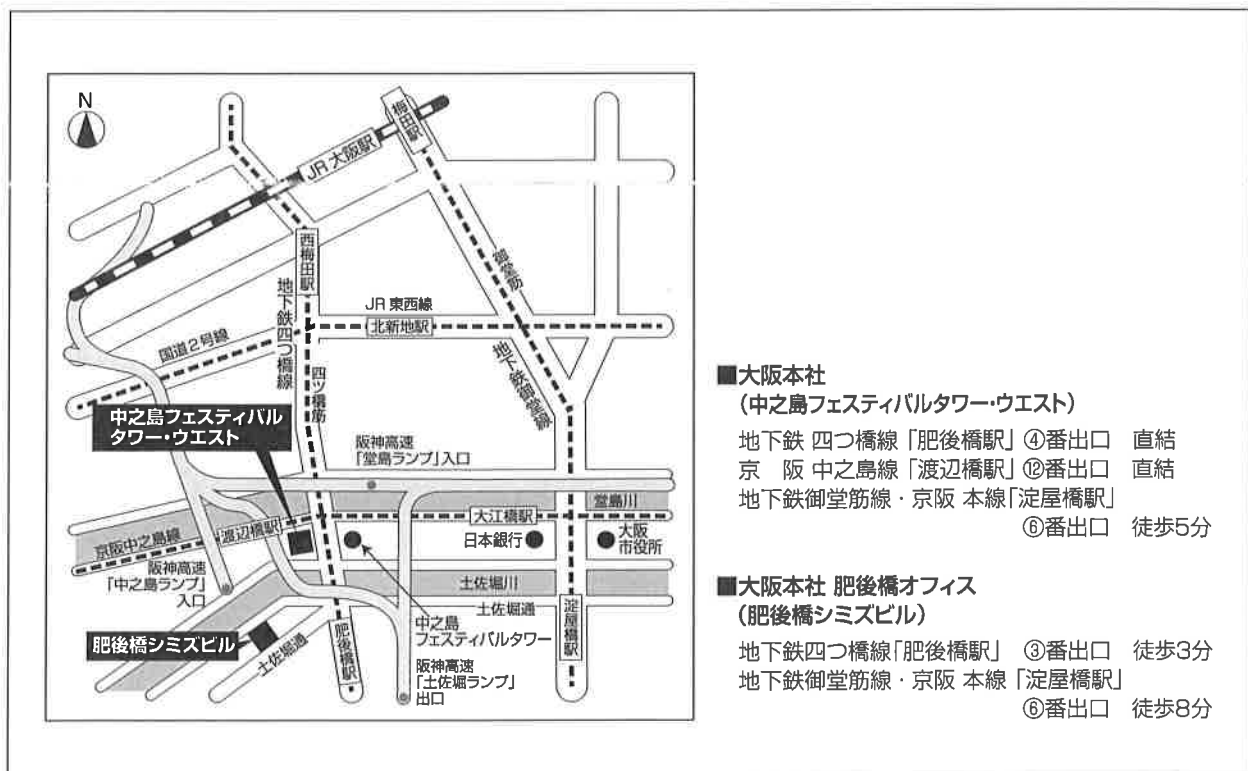 N
梅田駅
JR 大阪駅
西梅田駅
御堂筋
地下鉄四つ橋線
JR 東西線
北新地駅
国道2号線
四ツ橋筋
地下鉄御堂線
中之島フェスティバル
タワー・ウエスト
阪神高速
「堂島ランプ」入口
堂島川
大江橋駅
渡辺橋駅
京阪中之島線
日本銀行
大阪
市役所
阪神高速
「中之島ランプ」
入口
土佐堀川
土佐堀通
淀屋橋駅
中之島
フェスティバルタワー
肥後橋シミズビル
土佐堀通
肥後橋駅
阪神高速
「土佐堀ランプ」
出口
■大阪本社
(中之島フェスティバルタワー・ウエスト)
地下鉄 四つ橋線「肥後橋駅」④番出口 直結
京 阪 中之島線「渡辺橋駅」⑫番出口 直結
地下鉄御堂筋線・京阪 本線「淀屋橋駅」
⑥番出口 徒歩5分
■大阪本社 肥後橋オフィス
(肥後橋シミズビル)
地下鉄四つ橋線「肥後橋駅」 ③番出口 徒歩3分
地下鉄御堂筋線・京阪 本線「淀屋橋駅」
⑥番出口 徒歩8分